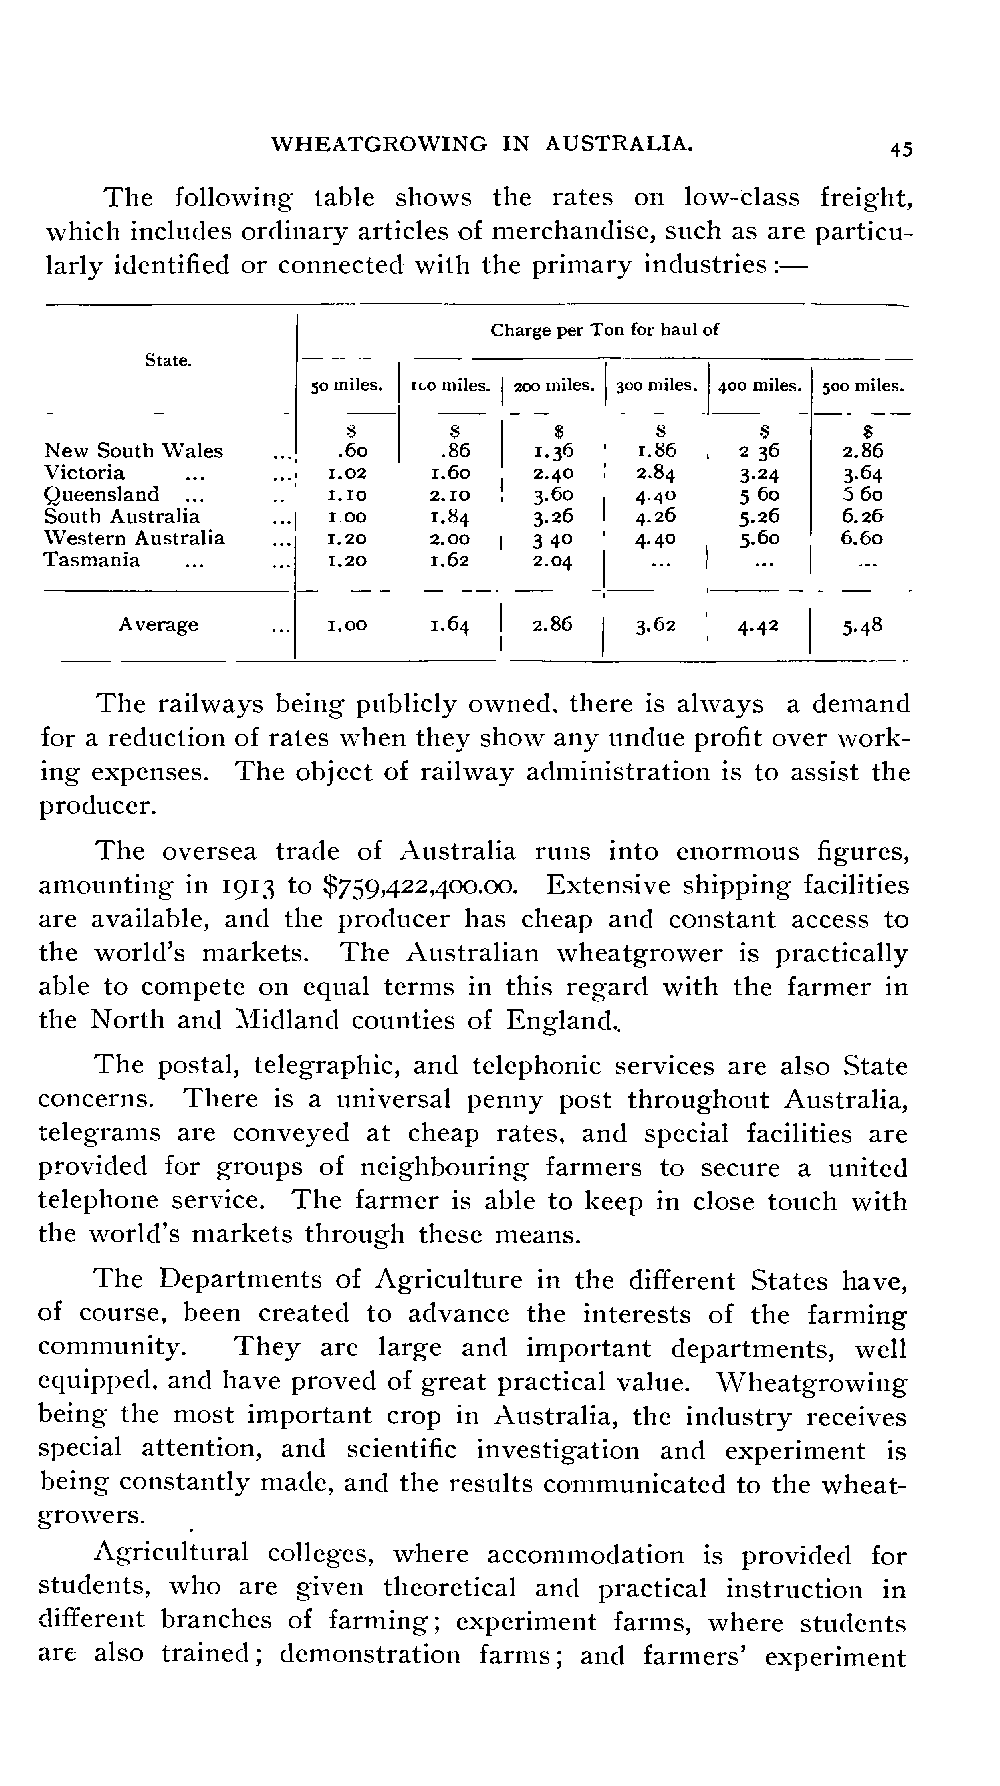 WHEATGROWING IN AUSTRALIA. 45
The following table shows the rates on low-class freight,
which includes ordinary articles of merchandise, such as are particu-
larly identified or connected with the primary industries :—
Charge per Ton for haul of
State.
50 miles. 100 miles. 200 miles. 300 miles. 400 miles. 500 miles.
$ $ $ $ $ $
New South Wales ... .60 .86 1.36 1.86 2 36 2.86
Victoria ... ... 1.02 1.60 2.40 2.84 3.24 3.64
Queensland ... .. 1.10 2.10 3.60 4.40 5 60 5 60
South Australia ... 1.00 1.84 3.26 4.26 5.26 6.26
Western Australia ... 1.20 2.00 3 40 4.40 5.60 6.60
Tasmania ... ... 1.20 1.62 2.04 ... ... ...
Average ... 1.00 1.64 2.86 3.62 4.42 5.48
The railways being publicly owned, there is always a demand
for a reduction of rates when they show any undue profit over work-
ing expenses. The object of railway administration is to assist the
producer.
The oversea trade of Australia runs into enormous figures,
amounting in 1913 to $759,422,400.00. Extensive shipping facilities
are available, and the producer has cheap and constant access to
the world's markets. The Australian wheatgrower is practically
able to compete on equal terms in this regard with the farmer in
the North and Midland counties of England.
The postal, telegraphic, and telephonic services are also State
concerns. There is a universal penny post throughout Australia,
telegrams are conveyed at cheap rates, and special facilities are
provided for groups of neighbouring farmers to secure a united
telephone service. The farmer is able to keep in close touch with
the world's markets through these means.
The Departments of Agriculture in the different States have,
of course, been created to advance the interests of the farming
community. They are large and important departments, well
equipped, and have proved of great practical value. Wheatgrowing
being the most important crop in Australia, the industry receives
special attention, and scientific investigation and experiment is
being constantly made, and the results communicated to the wheat-
growers.
Agricultural colleges, where accommodation is provided for
students, who are given theoretical and practical instruction in
different branches of farming; experiment farms, where students
are also trained; demonstration farms; and farmers' experiment